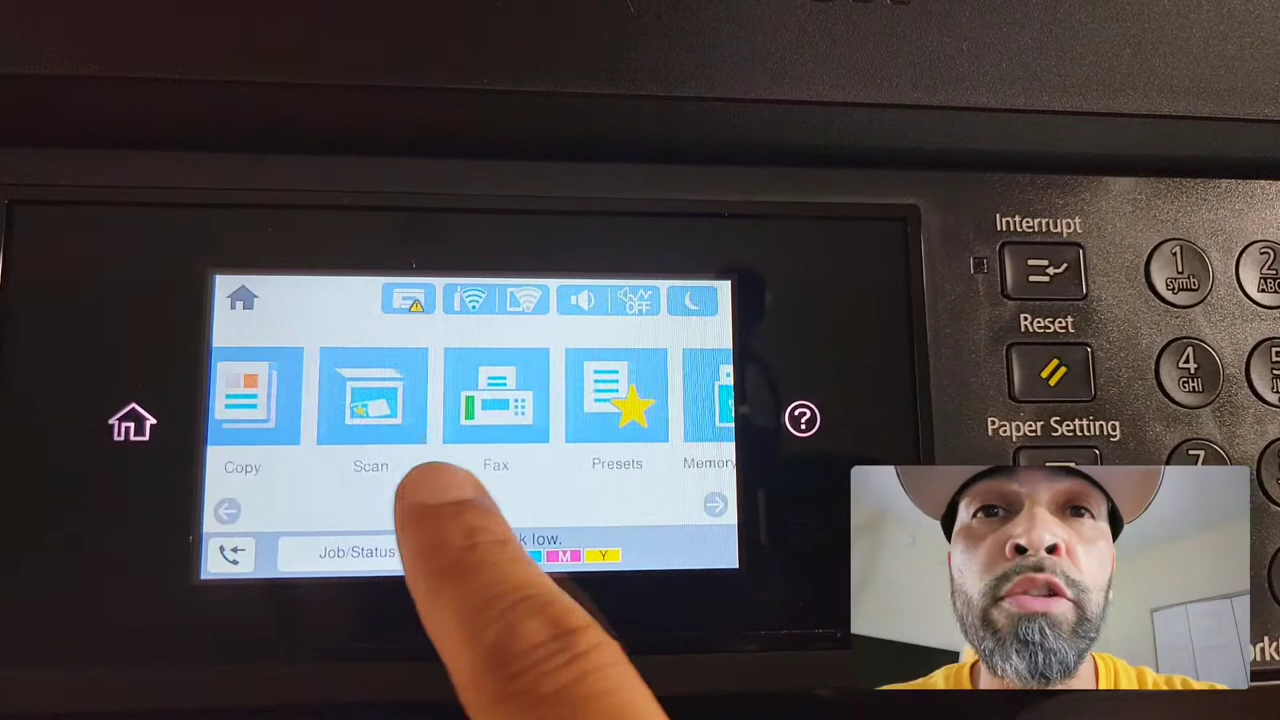 Interrupt
1
symb
2
ABC
OFF
Reset
4
GHI
Paper Setting
7
Copy
Scan
Fax
Presets
Memory
?
low.
Job/Status
M
Y